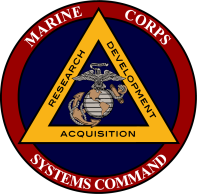 MARINE CORPS
RESEARCH
DEVELOPMENT
ACQUISITION
SYSTEMS COMMAND